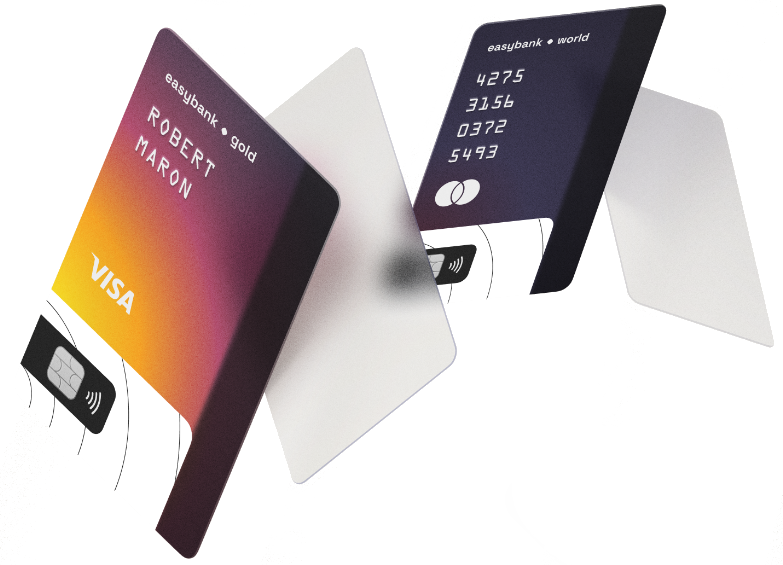 easybank ◆ gold
ROBERT
MARON
VISA
easybank ◆ world
4275
3156
0372
5493